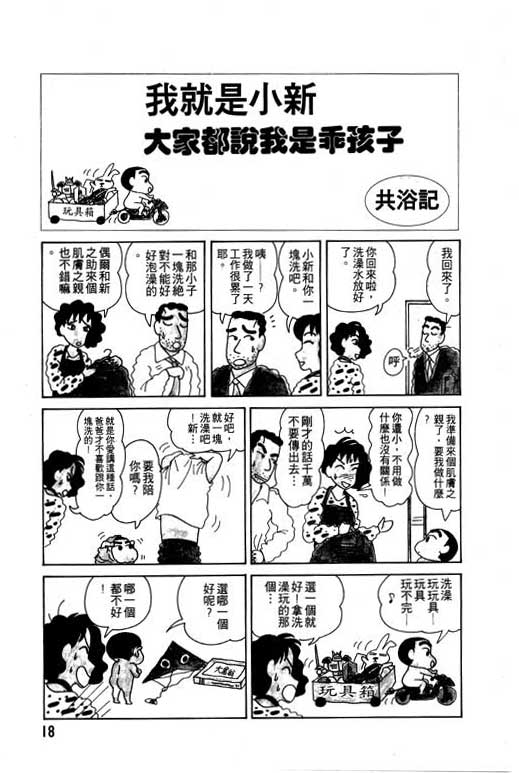 我就是小新
大家都說我是乖孩子
共浴記
玩具箱
我回來了。
呼
你回來啦，
洗澡水放好
了。
小新和你一
塊洗吧。
咦——？
我做了一天
工作很累了
耶。
和那小子
一塊洗絕
對不能好
好泡澡的
。
偶爾和新
之助來個
肌膚之親
也不錯嘛
。
我準備來個肌膚之
親了，要我做什麼
？
你還小，不用做
什麼也沒有關係！
剛才的話千萬
不要傳出去…
好吧，
就一塊
洗澡吧
！新…
要我陪
你嗎？
就是你愛講這種話，
爸爸才不喜歡跟你一
塊洗的！
洗澡
玩玩具—
玩具—
玩不完—
♪
選一個就
好！拿洗
澡玩的那
個…
玩具箱
選哪一個
好呢？
大富翁
哪一個
都不好
！
18